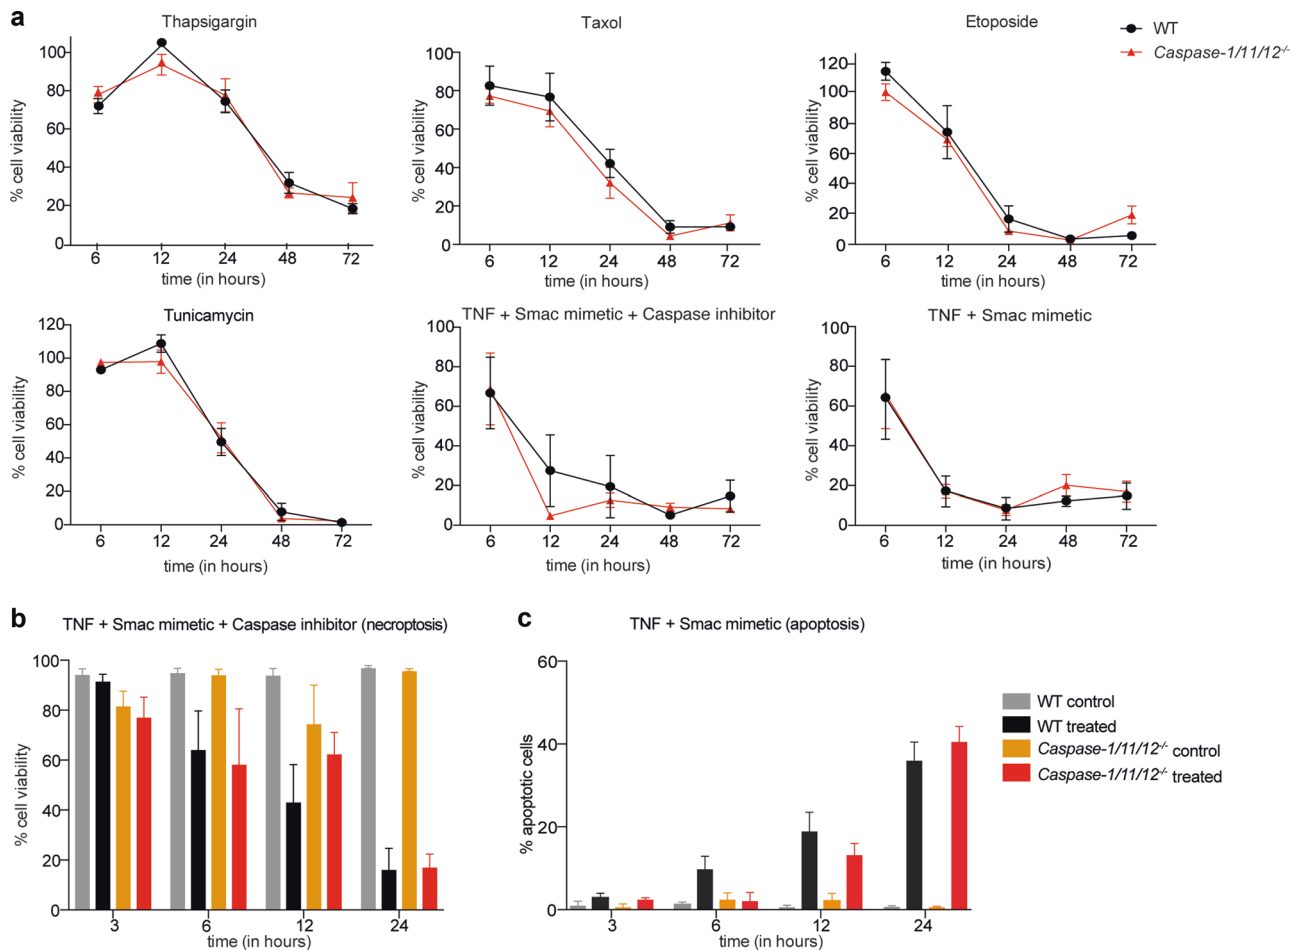 a
Thapsigargin
% cell viability
100
80
60
40
20
0
6 12 24 48 72
time (in hours)
Taxol
% cell viability
100
80
60
40
20
0
6 12 24 48 72
time (in hours)
Etoposide
% cell viability
120
100
80
60
40
20
0
6 12 24 48 72
time (in hours)
WT
Caspase-1/11/12-/-
Tunicamycin
% cell viability
120
100
80
60
40
20
0
6 12 24 48 72
time (in hours)
TNF + Smac mimetic + Caspase inhibitor
% cell viability
100
80
60
40
20
0
6 12 24 48 72
time (in hours)
TNF + Smac mimetic
% cell viability
100
80
60
40
20
0
6 12 24 48 72
time (in hours)
b
TNF + Smac mimetic + Caspase inhibitor (necroptosis)
% cell viability
100
80
60
40
20
0
3 6 12 24
time (in hours)
c
TNF + Smac mimetic (apoptosis)
% apoptotic cells
60
40
20
0
3 6 12 24
time (in hours)
WT control
WT treated
Caspase-1/11/12-/- control
Caspase-1/11/12-/- treated